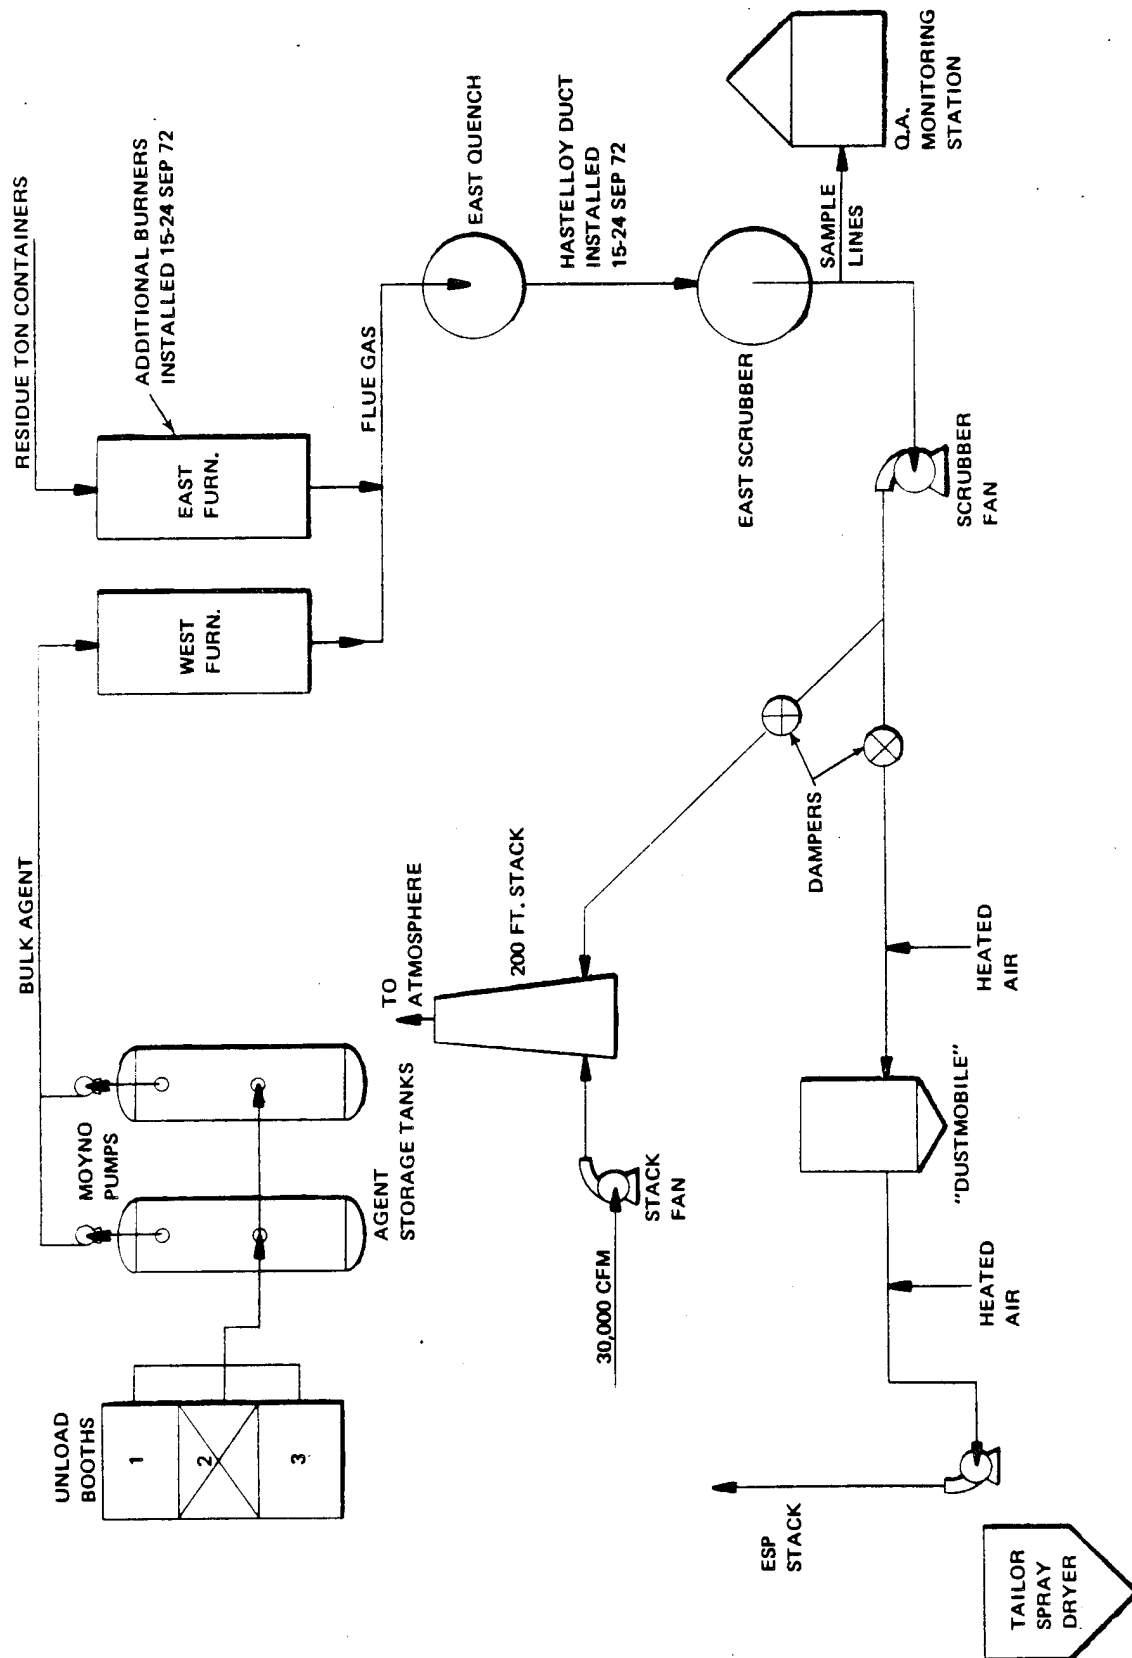 UNLOAD
BOOTHS
1
2
3
MOYNO
PUMPS
AGENT
STORAGE TANKS
BULK AGENT
WEST
FURN.
EAST
FURN.
RESIDUE TON CONTAINERS
ADDITIONAL BURNERS
INSTALLED 15-24 SEP 72
FLUE GAS
EAST QUENCH
HASTELLOY DUCT
INSTALLED
15-24 SEP 72
EAST SCRUBBER
SAMPLE
LINES
Q.A.
MONITORING
STATION
SCRUBBER
FAN
DAMPERS
TO
ATMOSPHERE
200 FT. STACK
30,000 CFM
STACK
FAN
HEATED
AIR
"DUSTMOBILE"
HEATED
AIR
ESP
STACK
TAILOR
SPRAY
DRYER